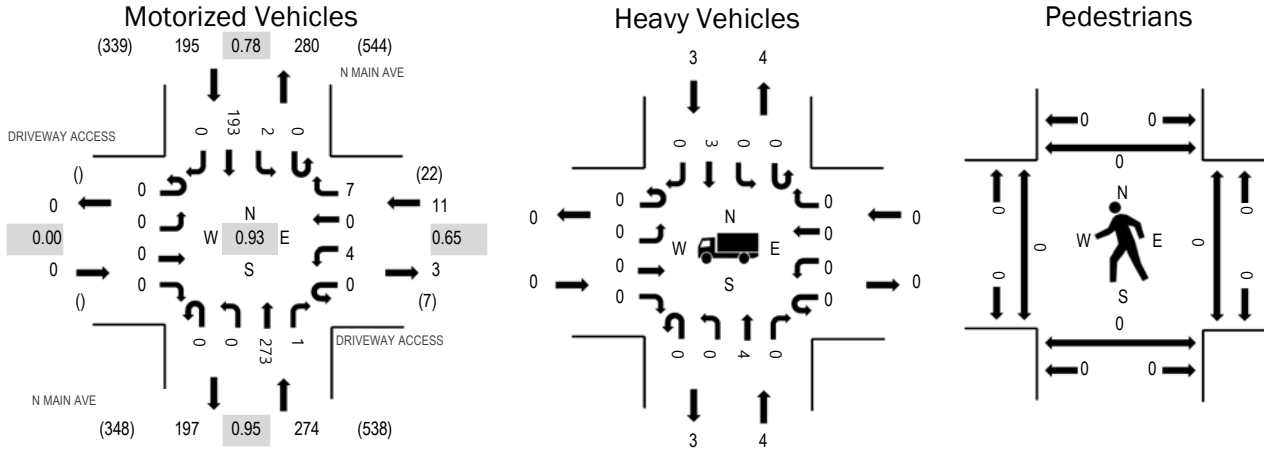 Motorized Vehicles
Heavy Vehicles
Pedestrians
(339) 195 0.78 280 (544)
N MAIN AVE
DRIVEWAY ACCESS
0 193 2 0
()
0
0.00
0
()
0
0
0
0
N
W 0.93 E
S
7
0
4
0
(22)
11
0.65
3
(7)
0 0 273 1
DRIVEWAY ACCESS
N MAIN AVE
(348) 197 0.95 274 (538)
3 4
0 3 0 0
0
0
0
0
0
0
N
W E
S
0
0
0
0
0
0
0 0 4 0
3 4
0 0
0
0
0
0
N
W E
S
0
0
0
0
0 0